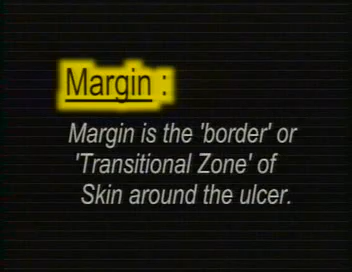 Margin :
Margin is the 'border' or
'Transitional Zone' of
Skin around the ulcer.